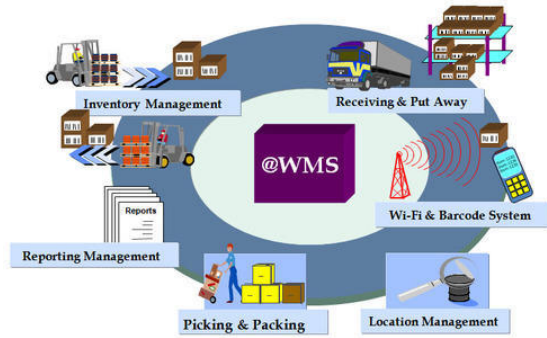 Inventory Management
Receiving & Put Away
@WMS
Wi-Fi & Barcode System
Reports
Reporting Management
Picking & Packing
Location Management